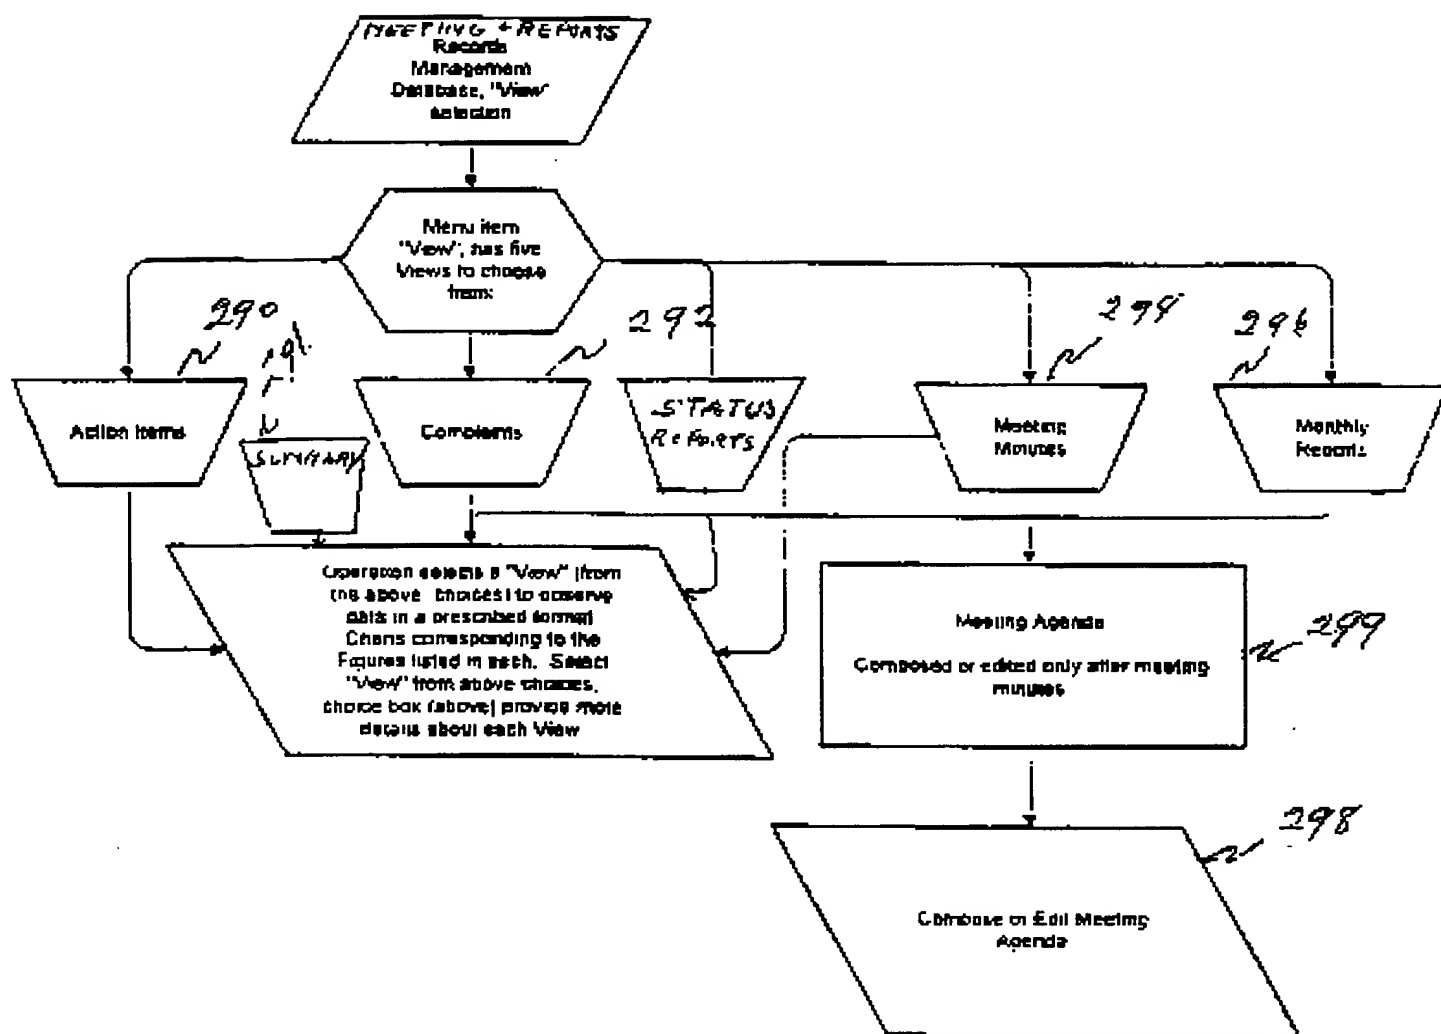 MEETING + REPORTS
Records
Management
Database, "View"
selection
Menu item
"View", has five
Views to choose
from:
290
292
294
296
Action Items
SUMMARY
Complaints
STATUS
REPORTS
Meeting
Minutes
Monthly
Reports
Operation selects a "View" (from
the above choices) to observe
data in a prescribed format
Charts corresponding to the
Figures listed in each. Select
"View" from above choices,
choice box (above) provide more
details about each View
Meeting Agenda
Composed or edited only after meeting
minutes
299
298
Compose or Edit Meeting
Agenda